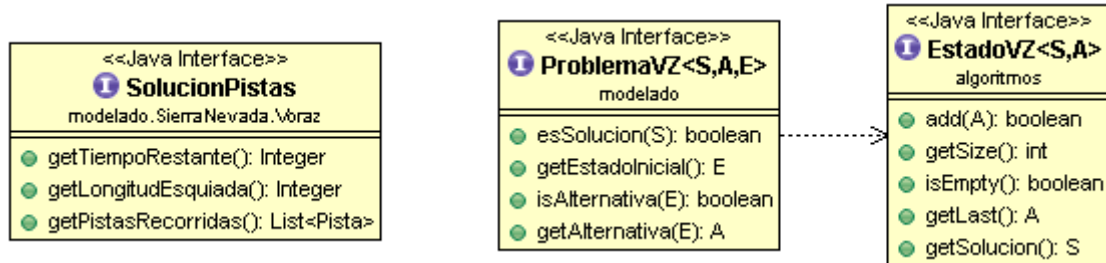 <<Java Interface>>
SolucionPistas
modelado.SierraNevada.Voraz
getTiempoRestante(): Integer
getLongitudEsquiada(): Integer
getPistasRecorridas(): List<Pista>
<<Java Interface>>
ProblemaVZ<S,A,E>
modelado
esSolucion(S): boolean
getEstadoInicial(): E
isAlternativa(E): boolean
getAlternativa(E): A
<<Java Interface>>
EstadoVZ<S,A>
algoritmos
add(A): boolean
getSize(): int
isEmpty(): boolean
getLast(): A
getSolucion(): S